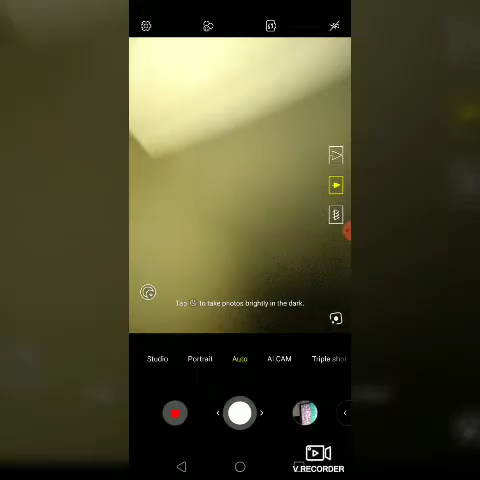 Tap to take photos brightly in the dark.
Studio Portrait Auto AI CAM Triple shot
V RECORDER